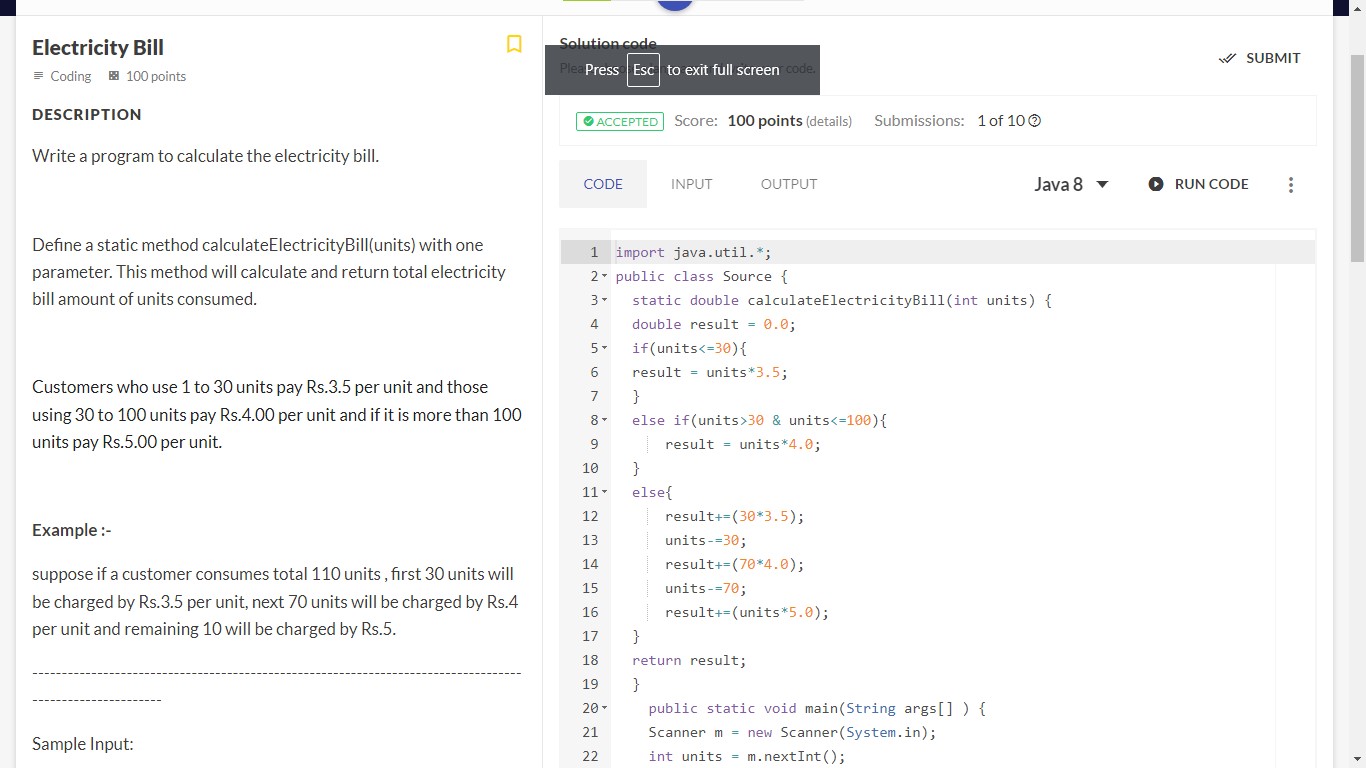 Electricity Bill
Coding 100 points
DESCRIPTION
Write a program to calculate the electricity bill.
Define a static method calculateElectricityBill(units) with one
parameter. This method will calculate and return total electricity
bill amount of units consumed.
Customers who use 1 to 30 units pay Rs.3.5 per unit and those
using 30 to 100 units pay Rs.4.00 per unit and if it is more than 100
units pay Rs.5.00 per unit.
Example :-
suppose if a customer consumes total 110 units , first 30 units will
be charged by Rs.3.5 per unit, next 70 units will be charged by Rs.4
per unit and remaining 10 will be charged by Rs.5.
------------------------------------------------------------------------------------
----------------------
Sample Input:
Solution code
Press Esc to exit full screen
SUBMIT
ACCEPTED Score: 100 points (details) Submissions: 1 of 10
CODE INPUT OUTPUT Java 8 RUN CODE
1 import java.util.*;
2 public class Source {
3 static double calculateElectricityBill(int units) {
4 double result = 0.0;
5 if(units<=30){
6 result = units*3.5;
7 }
8 else if(units>30 & units<=100){
9 result = units*4.0;
10 }
11 else{
12 result+=(30*3.5);
13 units-=30;
14 result+=(70*4.0);
15 units-=70;
16 result+=(units*5.0);
17 }
18 return result;
19 }
20 public static void main(String args[] ) {
21 Scanner m = new Scanner(System.in);
22 int units = m.nextInt();